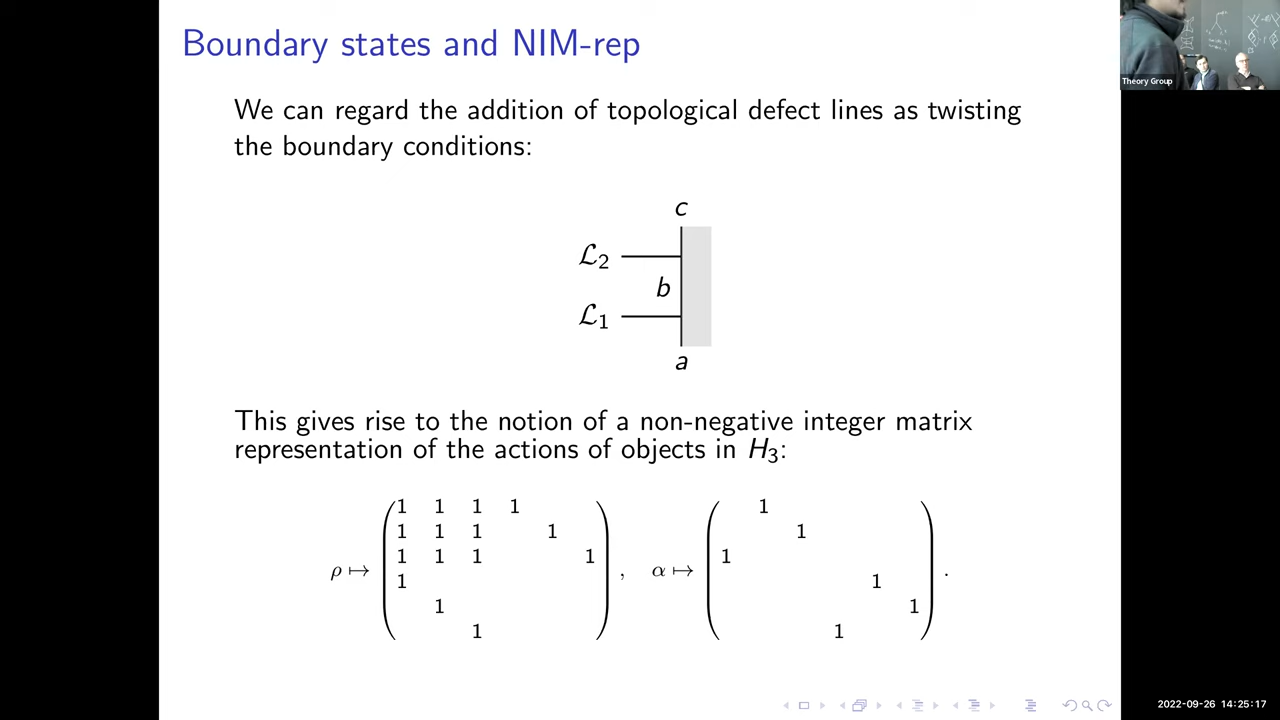 Boundary states and NIM-rep
Theory Group
We can regard the addition of topological defect lines as twisting
the boundary conditions:
c
ℒ₂
b
ℒ₁
a
This gives rise to the notion of a non-negative integer matrix
representation of the actions of objects in H₃:
1 1 1 1 1
1 1 1 1 1
1 1 1 1 1
ρ ↦ , α ↦ .
1 1
1 1
1 1
2022-03-26 14:25:17